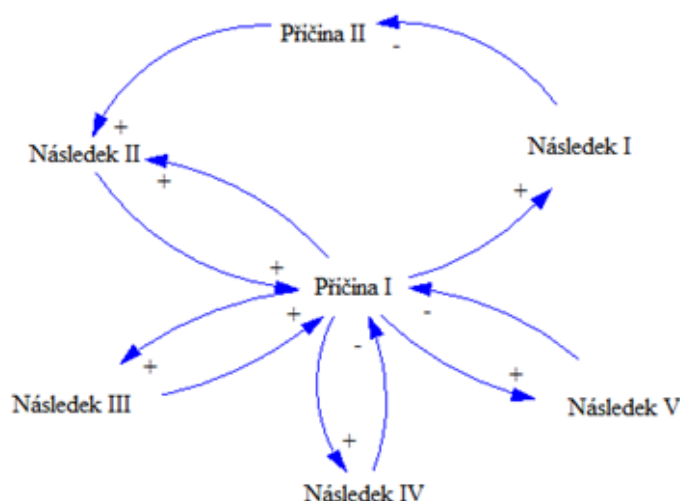 Příčina II
-
+
Následek II
Následek I
+
+
+
Příčina I
+
-
-
+
+
Následek III
Následek V
+
Následek IV